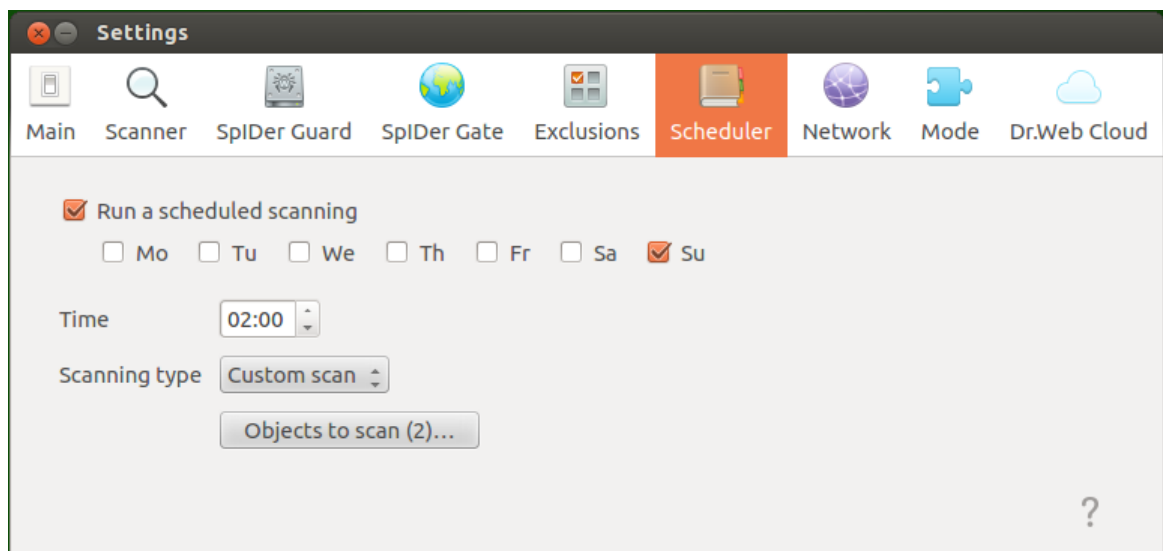 Settings
Main Scanner SpIDer Guard SpIDer Gate Exclusions Scheduler Network Mode Dr.Web Cloud
Run a scheduled scanning
Mo Tu We Th Fr Sa Su
Time 02:00
Scanning type Custom scan
Objects to scan (2)...
?